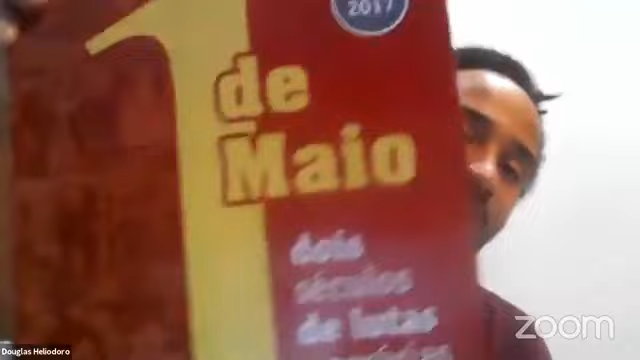 2017
1
de
Maio
dois
séculos
de lutas
Douglas Heliodoro
zoom